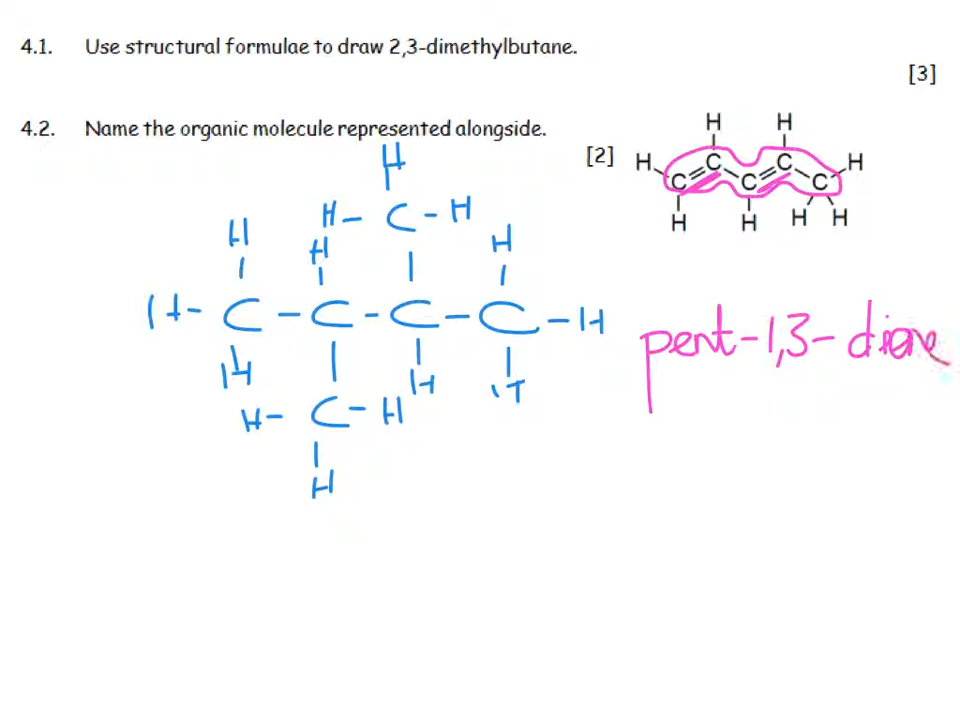 4.1. Use structural formulae to draw 2,3-dimethylbutane.
[3]
4.2. Name the organic molecule represented alongside.
[2]
H H
H C C H
C C C
H H H H
H
H - C - H
H H H
H - C - C - C - C - H
H H H
H - C - H
H
pent-1,3-diene